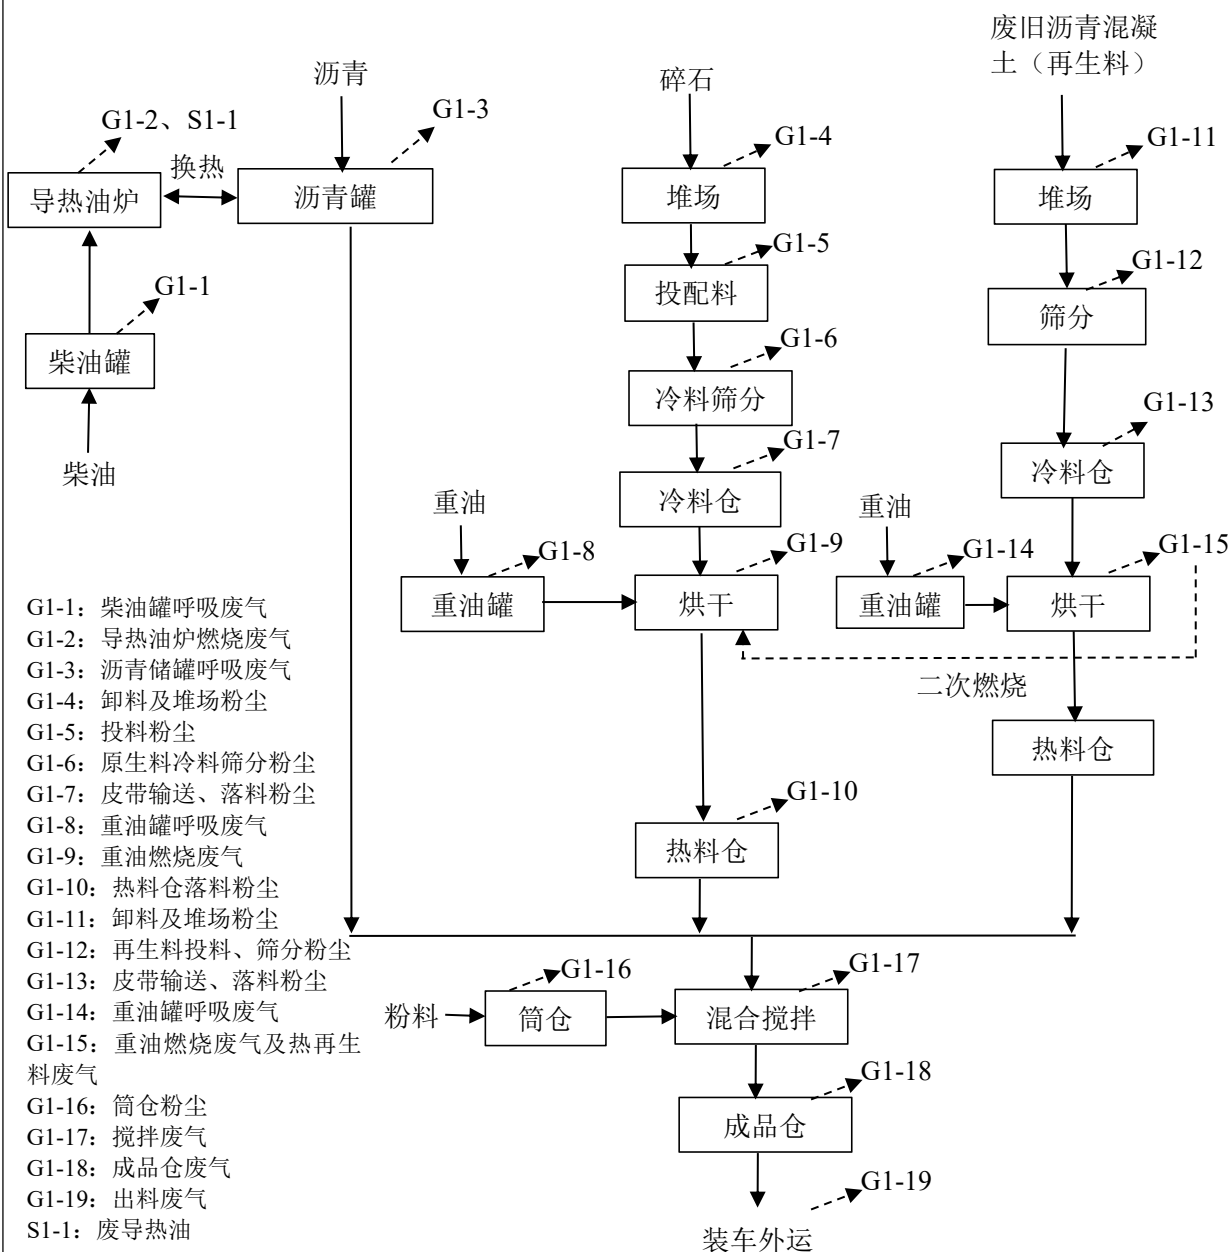 废旧沥青混凝
土（再生料）
沥青
碎石
G1-2、S1-1
G1-3
G1-4
G1-11
换热
导热油炉
沥青罐
堆场
堆场
G1-5
G1-12
G1-1
投配料
筛分
柴油罐
G1-6
冷料筛分
G1-13
柴油
G1-7
冷料仓
冷料仓
重油
重油
G1-8
G1-9
G1-14
G1-15
重油罐
烘干
重油罐
烘干
二次燃烧
热料仓
G1-10
热料仓
G1-1：柴油罐呼吸废气
G1-2：导热油炉燃烧废气
G1-3：沥青储罐呼吸废气
G1-4：卸料及堆场粉尘
G1-5：投料粉尘
G1-6：原生料冷料筛分粉尘
G1-7：皮带输送、落料粉尘
G1-8：重油罐呼吸废气
G1-9：重油燃烧废气
G1-10：热料仓落料粉尘
G1-11：卸料及堆场粉尘
G1-12：再生料投料、筛分粉尘
G1-13：皮带输送、落料粉尘
G1-14：重油罐呼吸废气
G1-15：重油燃烧废气及热再生
料废气
G1-16：筒仓粉尘
G1-17：搅拌废气
G1-18：成品仓废气
G1-19：出料废气
S1-1：废导热油
G1-16
G1-17
粉料
筒仓
混合搅拌
G1-18
成品仓
G1-19
装车外运